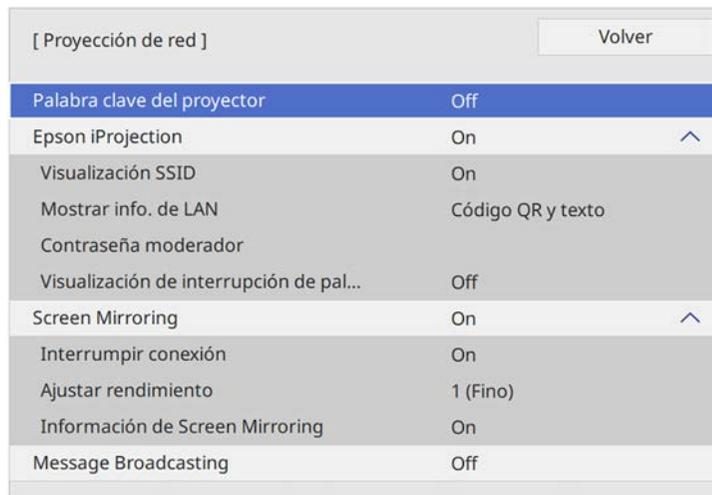 [ Proyección de red ]
Volver
Palabra clave del proyector Off
Epson iProjection On
Visualización SSID On
Mostrar info. de LAN Código QR y texto
Contraseña moderador
Visualización de interrupción de pal... Off
Screen Mirroring On
Interrumpir conexión On
Ajustar rendimiento 1 (Fino)
Información de Screen Mirroring On
Message Broadcasting Off